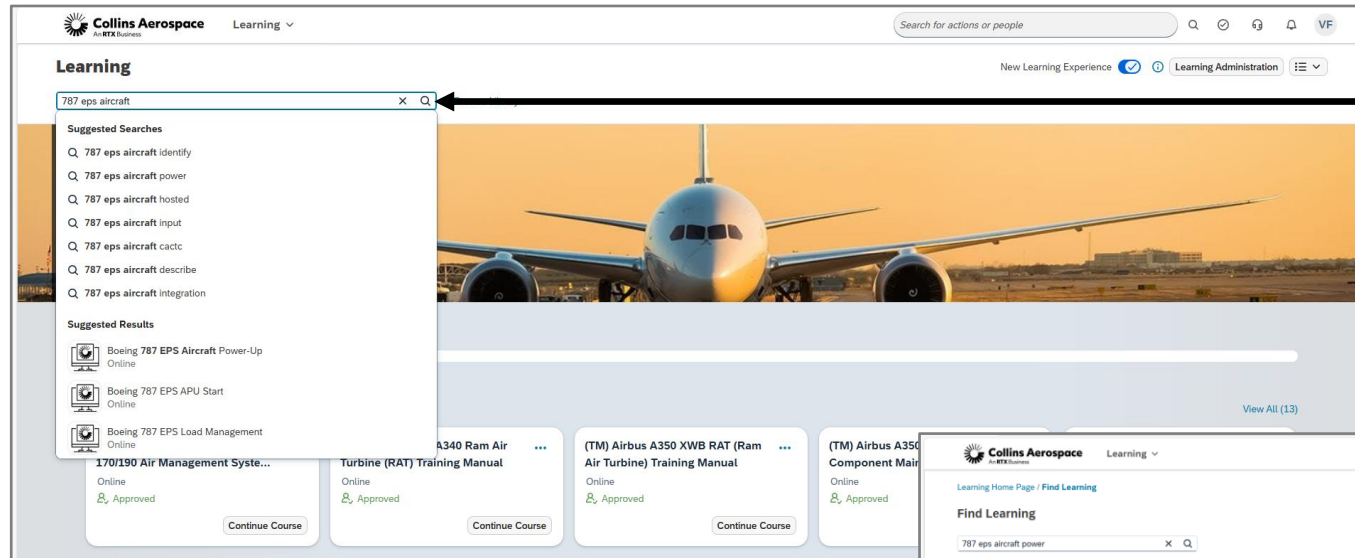 Collins Aerospace
An RTX Business
Learning
Search for actions or people
VF
Learning
New Learning Experience
Learning Administration
787 eps aircraft
Suggested Searches
787 eps aircraft identify
787 eps aircraft power
787 eps aircraft hosted
787 eps aircraft input
787 eps aircraft cactc
787 eps aircraft describe
787 eps aircraft integration
Suggested Results
Boeing 787 EPS Aircraft Power-Up
Online
Boeing 787 EPS APU Start
Online
Boeing 787 EPS Load Management
Online
View All (13)
170/190 Air Management Syste...
Online
Approved
Continue Course
A340 Ram Air
Turbine (RAT) Training Manual
Online
Approved
Continue Course
(TM) Airbus A350 XWB RAT (Ram
Air Turbine) Training Manual
Online
Approved
Continue Course
(TM) Airbus A350
Component Main
Online
Approved
Collins Aerospace
An RTX Business
Learning
Learning Home Page / Find Learning
Find Learning
787 eps aircraft power